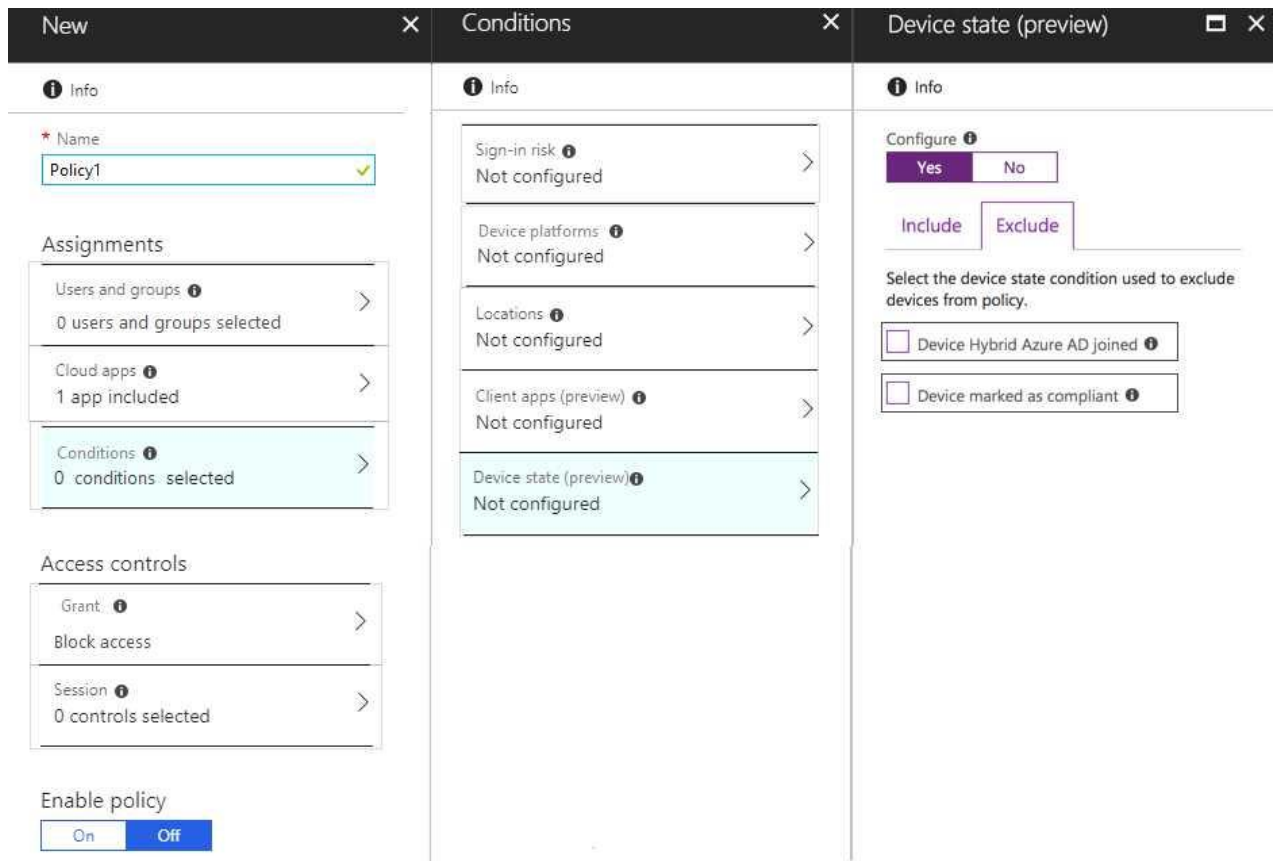 New
Info
* Name
Policy1
Assignments
Users and groups
0 users and groups selected
Cloud apps
1 app included
Conditions
0 conditions selected
Access controls
Grant
Block access
Session
0 controls selected
Enable policy
On Off
Conditions
Info
Sign-in risk
Not configured
Device platforms
Not configured
Locations
Not configured
Client apps (preview)
Not configured
Device state (preview)
Not configured
Device state (preview)
Info
Configure
Yes No
Include Exclude
Select the device state condition used to exclude
devices from policy.
Device Hybrid Azure AD joined
Device marked as compliant